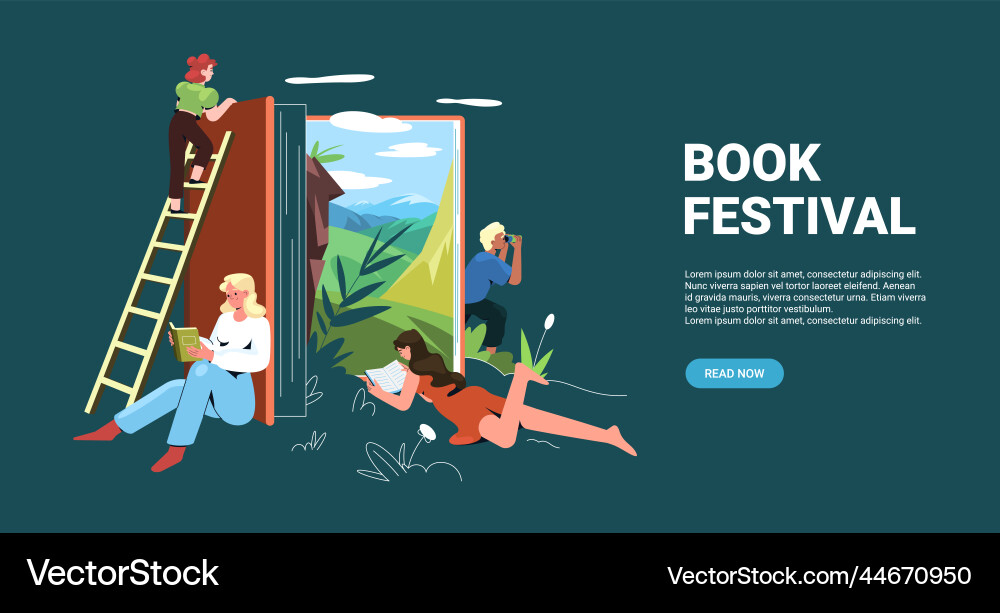 BOOK
FESTIVAL
Lorem ipsum dolor sit amet, consectetur adipiscing elit.
Nunc viverra sapien vel tortor laoreet eleifend. Aenean
id gravida mauris, viverra consectetur urna. Etiam viverra
leo vitae justo porttitor vestibulum.
Lorem ipsum dolor sit amet, consectetur adipiscing elit.
READ NOW
VectorStock
VectorStock.com/44670950